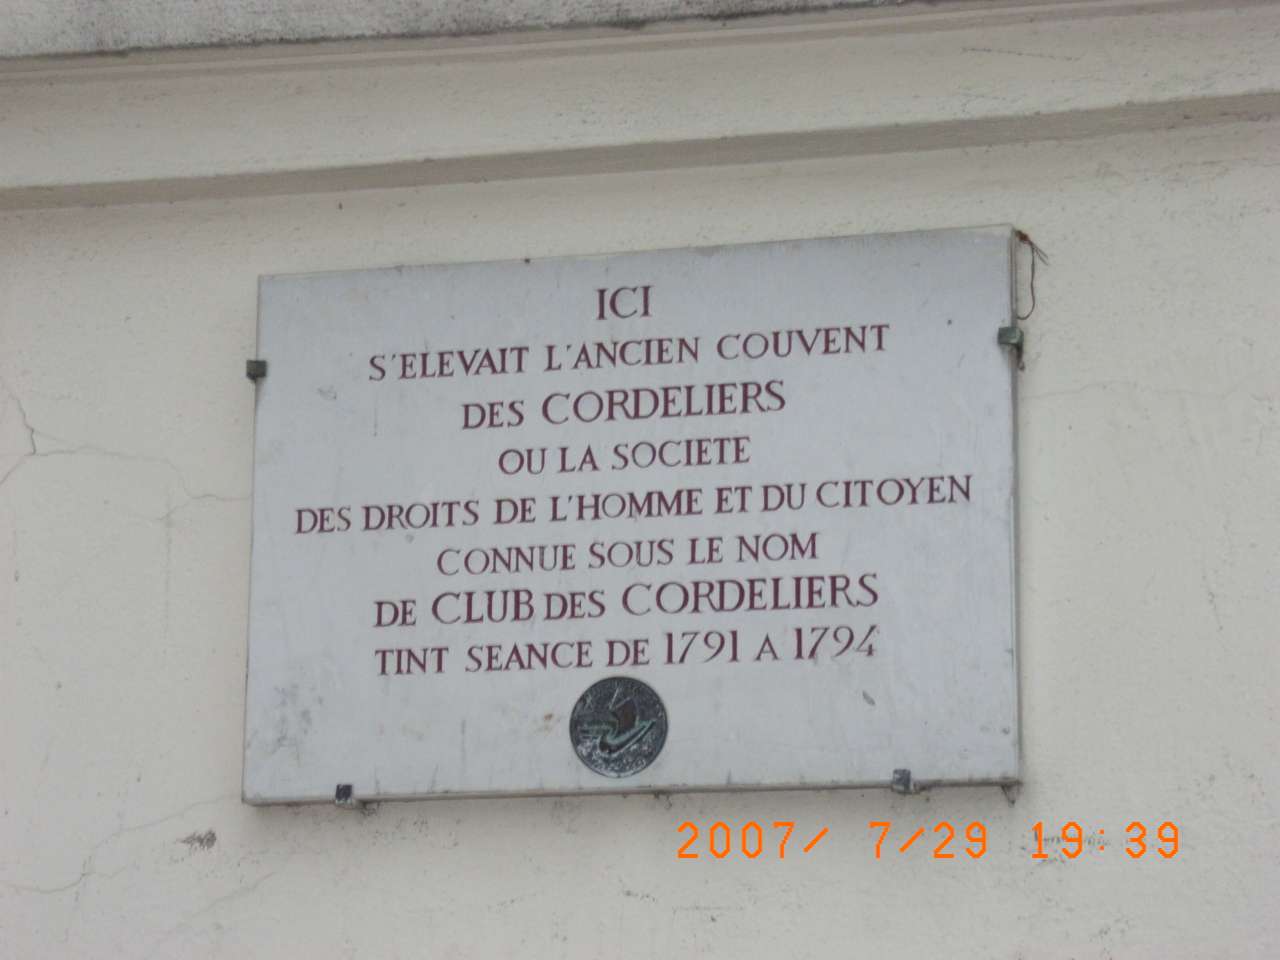 ICI
S'ELEVAIT L'ANCIEN COUVENT
DES CORDELIERS
OU LA SOCIETE
DES DROITS DE L'HOMME ET DU CITOYEN
CONNUE SOUS LE NOM
DE CLUB DES CORDELIERS
TINT SEANCE DE 1791 A 1794
2007/ 7/29 19:39